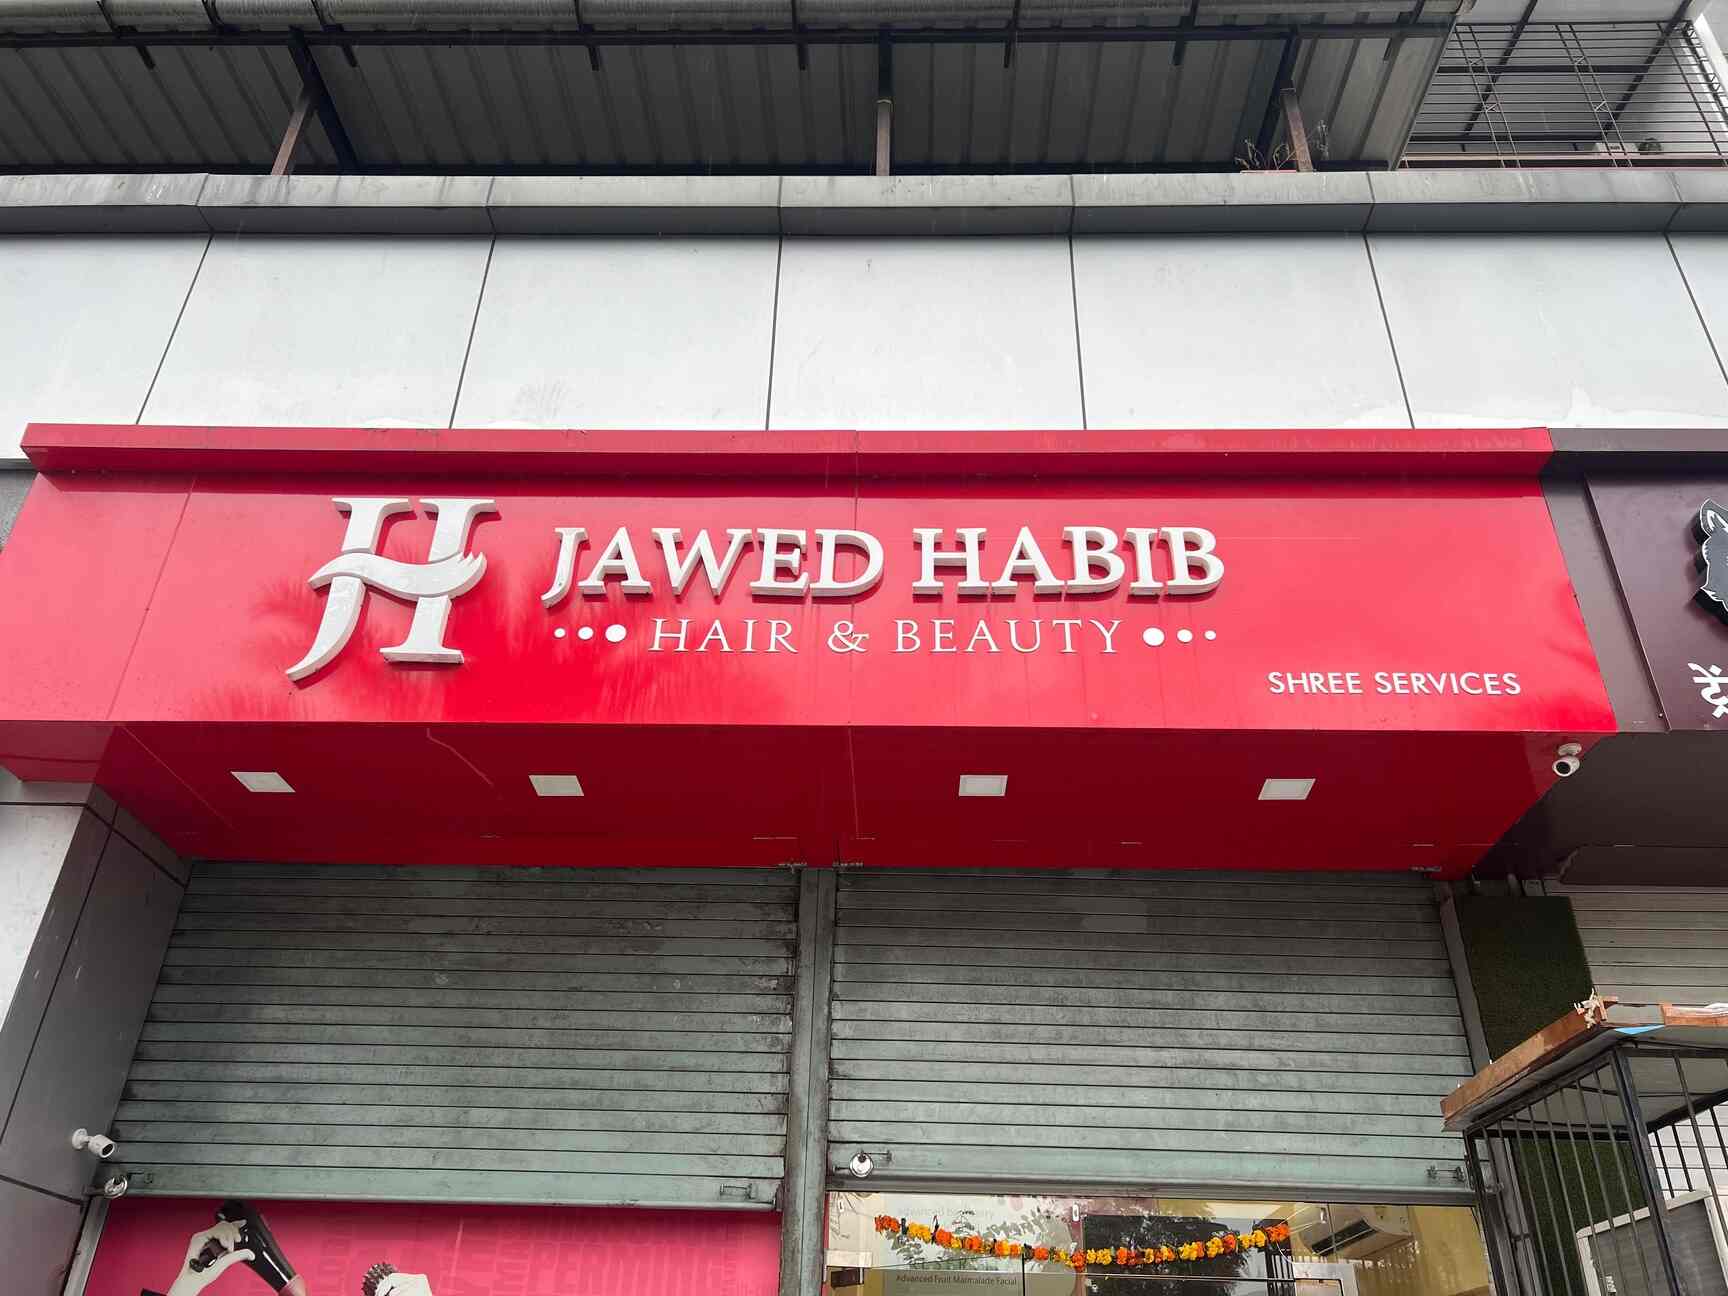 JAWED HABIB
HAIR & BEAUTY
SHREE SERVICES
Advanced Fruit Marmalade Facial